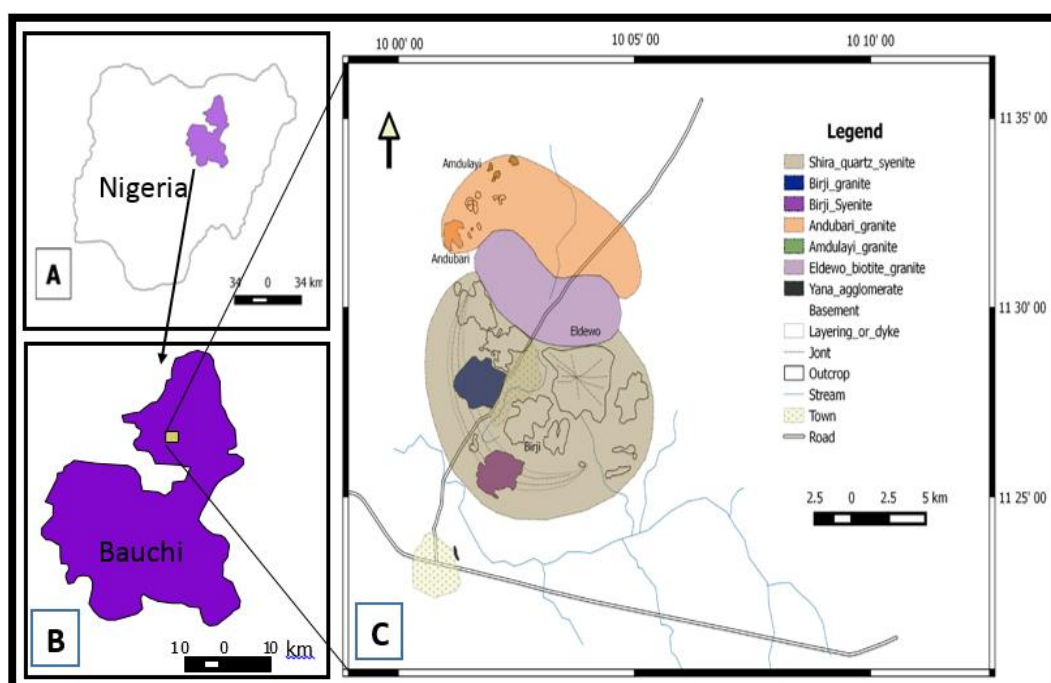 Nigeria
A
34 0 34 km
Bauchi
B
10 0 10 km
10 00 '00 10 05 '00 10 10 '00
11 35' 00
11 30' 00
11 25' 00
Amdulayi
Andubari
Eldewo
Birji
Legend
Shira_quartz_syenite
Birji_granite
Birji_Syenite
Andubari_granite
Amdulayi_granite
Eldewo_biotite_granite
Yana_agglomerate
Basement
Layering_or_dyke
Jont
Outcrop
Stream
Town
Road
2.5 0 2.5 5 km
C